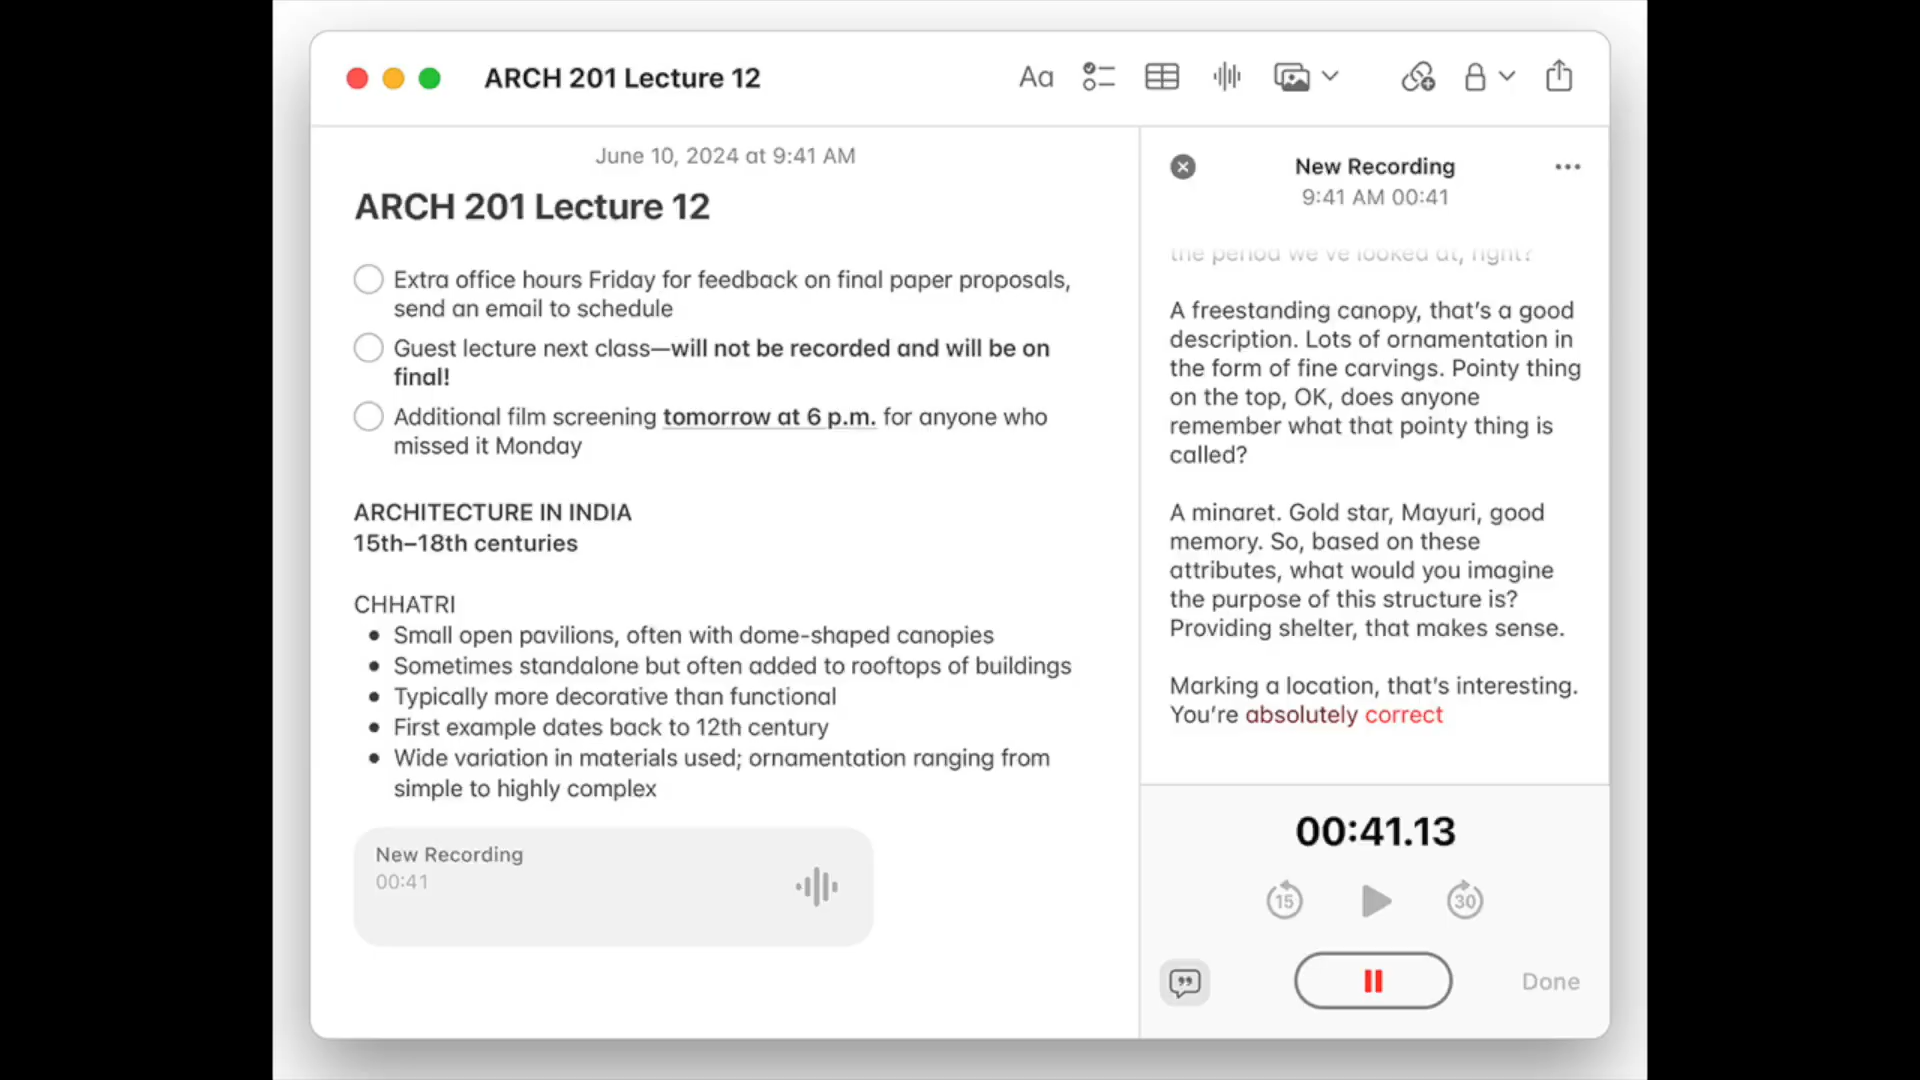 ARCH 201 Lecture 12
Aa
June 10, 2024 at 9:41 AM
ARCH 201 Lecture 12
Extra office hours Friday for feedback on final paper proposals,
send an email to schedule
Guest lecture next class—will not be recorded and will be on
final!
Additional film screening tomorrow at 6 p.m. for anyone who
missed it Monday
ARCHITECTURE IN INDIA
15th–18th centuries
CHHATRI
• Small open pavilions, often with dome-shaped canopies
• Sometimes standalone but often added to rooftops of buildings
• Typically more decorative than functional
• First example dates back to 12th century
• Wide variation in materials used; ornamentation ranging from
simple to highly complex
New Recording
00:41
New Recording
9:41 AM 00:41
the period we've looked at, right?
A freestanding canopy, that's a good
description. Lots of ornamentation in
the form of fine carvings. Pointy thing
on the top, OK, does anyone
remember what that pointy thing is
called?
A minaret. Gold star, Mayuri, good
memory. So, based on these
attributes, what would you imagine
the purpose of this structure is?
Providing shelter, that makes sense.
Marking a location, that's interesting.
You're absolutely correct
00:41.13
15
30
Done